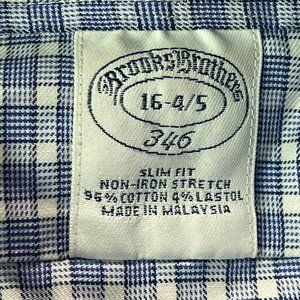 Brooks Brothers
16-4/5
346
SLIM FIT
NON-IRON STRETCH
96% COTTON 4% LASTOL
MADE IN MALAYSIA